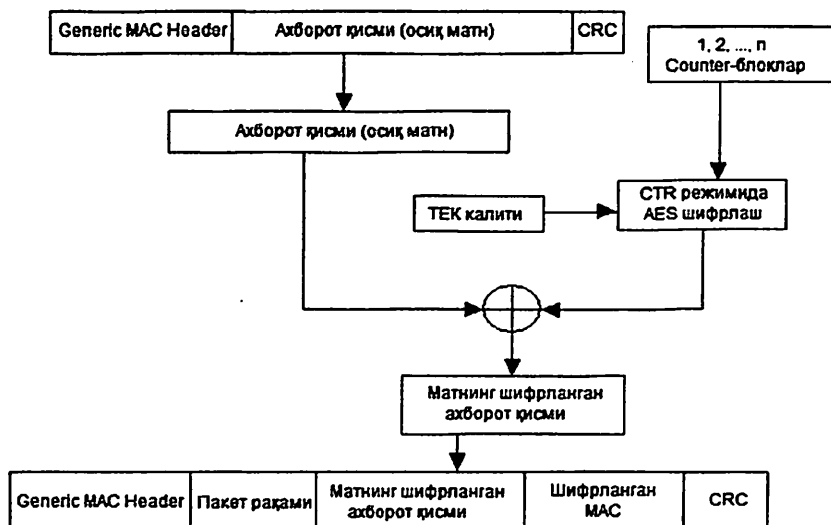 Generic MAC Header Ахборот қисми (осиқ матн) CRC
1, 2, ..., n
Counter-блоклар
Ахборот қисми (осиқ матн)
CTR режимида
AES шифрлаш
ТЕК калити
Матнинг шифрланган
ахборот қисми
Generic MAC Header Пакет рақами Матнинг шифрланган ахборот қисми Шифрланган MAC CRC